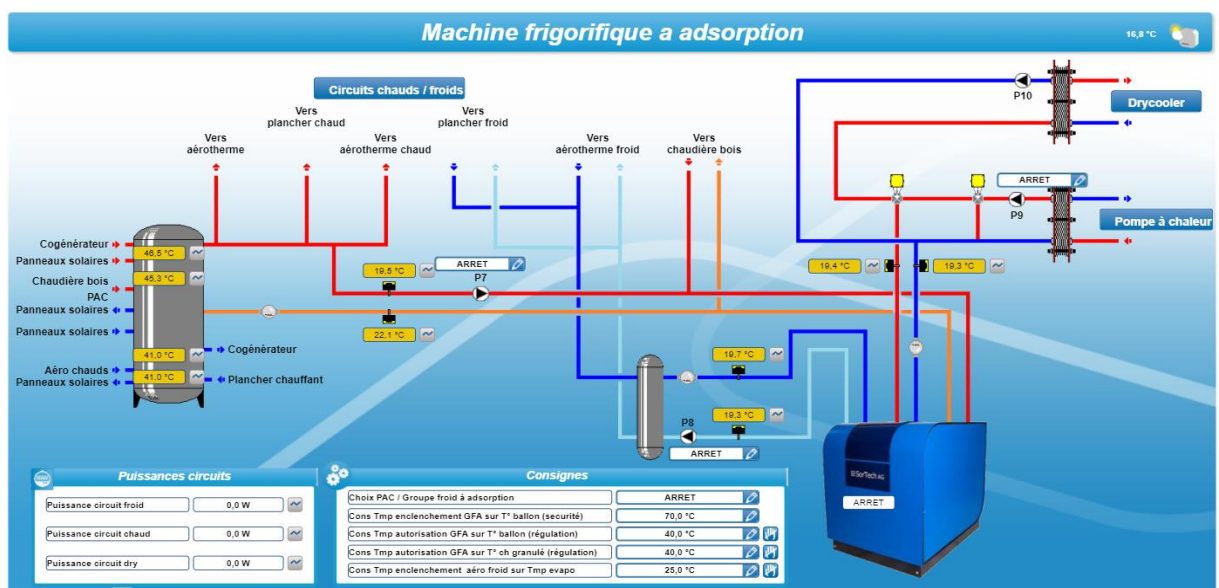 Machine frigorifique a adsorption
16,8 °C
Circuits chauds / froids
Vers
aérotherme
Vers
plancher chaud
Vers
aérotherme chaud
Vers
plancher froid
Vers
aérotherme froid
Vers
chaudière bois
P10
Drycooler
ARRET
P9
Pompe à chaleur
Cogénérateur
Panneaux solaires
Chaudière bois
PAC
Panneaux solaires
Panneaux solaires
Aéro chauds
Panneaux solaires
46,5 °C
45,3 °C
41,0 °C
41,0 °C
Cogénérateur
Plancher chauffant
19,5 °C
ARRET
P7
22,1 °C
19,4 °C
19,3 °C
19,7 °C
19,3 °C
P8
ARRET
SorTech AG
ARRET
Puissances circuits
Puissance circuit froid
0,0 W
Puissance circuit chaud
0,0 W
Puissance circuit dry
0,0 W
Consignes
Choix PAC / Groupe froid à adsorption
ARRET
Cons Tmp enclenchement GFA sur T° ballon (securité)
70,0 °C
Cons Tmp autorisation GFA sur T° ballon (régulation)
40,0 °C
Cons Tmp autorisation GFA sur T° ch granulé (régulation)
40,0 °C
Cons Tmp enclenchement aéro froid sur Tmp evapo
25,0 °C